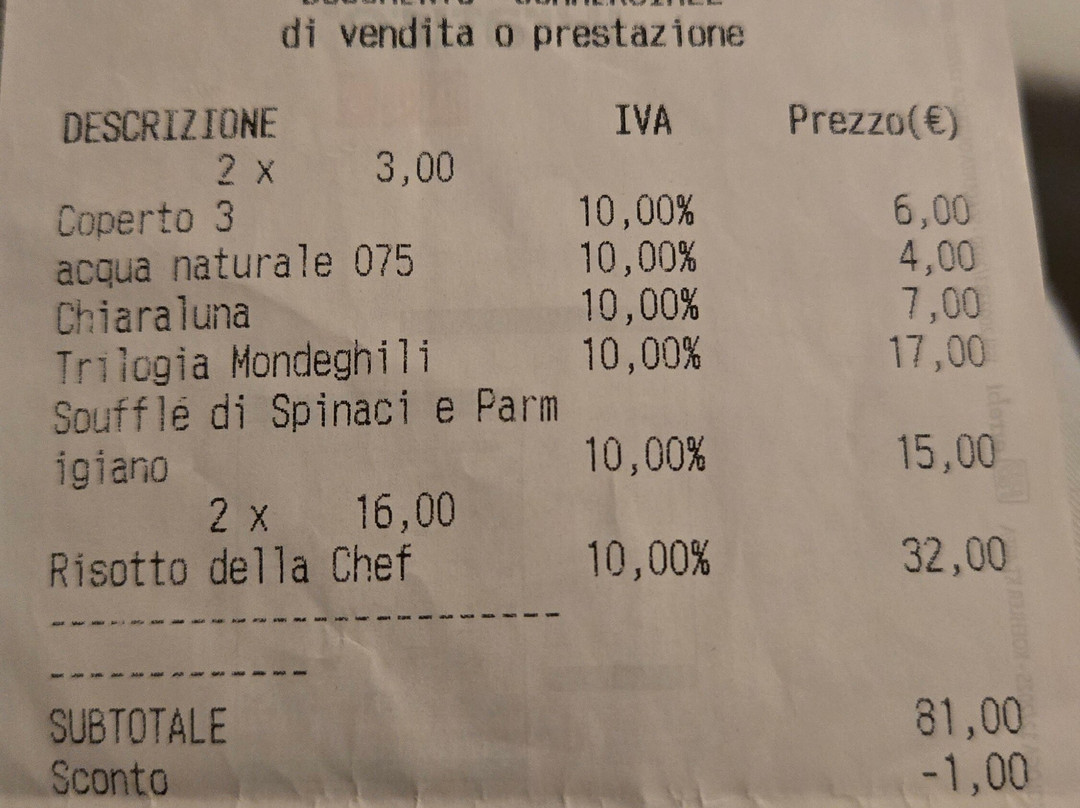 DOCUMENTO COMMERCIALE
di vendita o prestazione
DESCRIZIONE IVA Prezzo(€)
2 x 3,00
Coperto 3 10,00% 6,00
acqua naturale 075 10,00% 4,00
Chiaraluna 10,00% 7,00
Trilogia Mondeghili 10,00% 17,00
Soufflé di Spinaci e Parm
igiano 10,00% 15,00
2 x 16,00
Risotto della Chef 10,00% 32,00
--------------------------
-------------
SUBTOTALE 81,00
Sconto -1,00